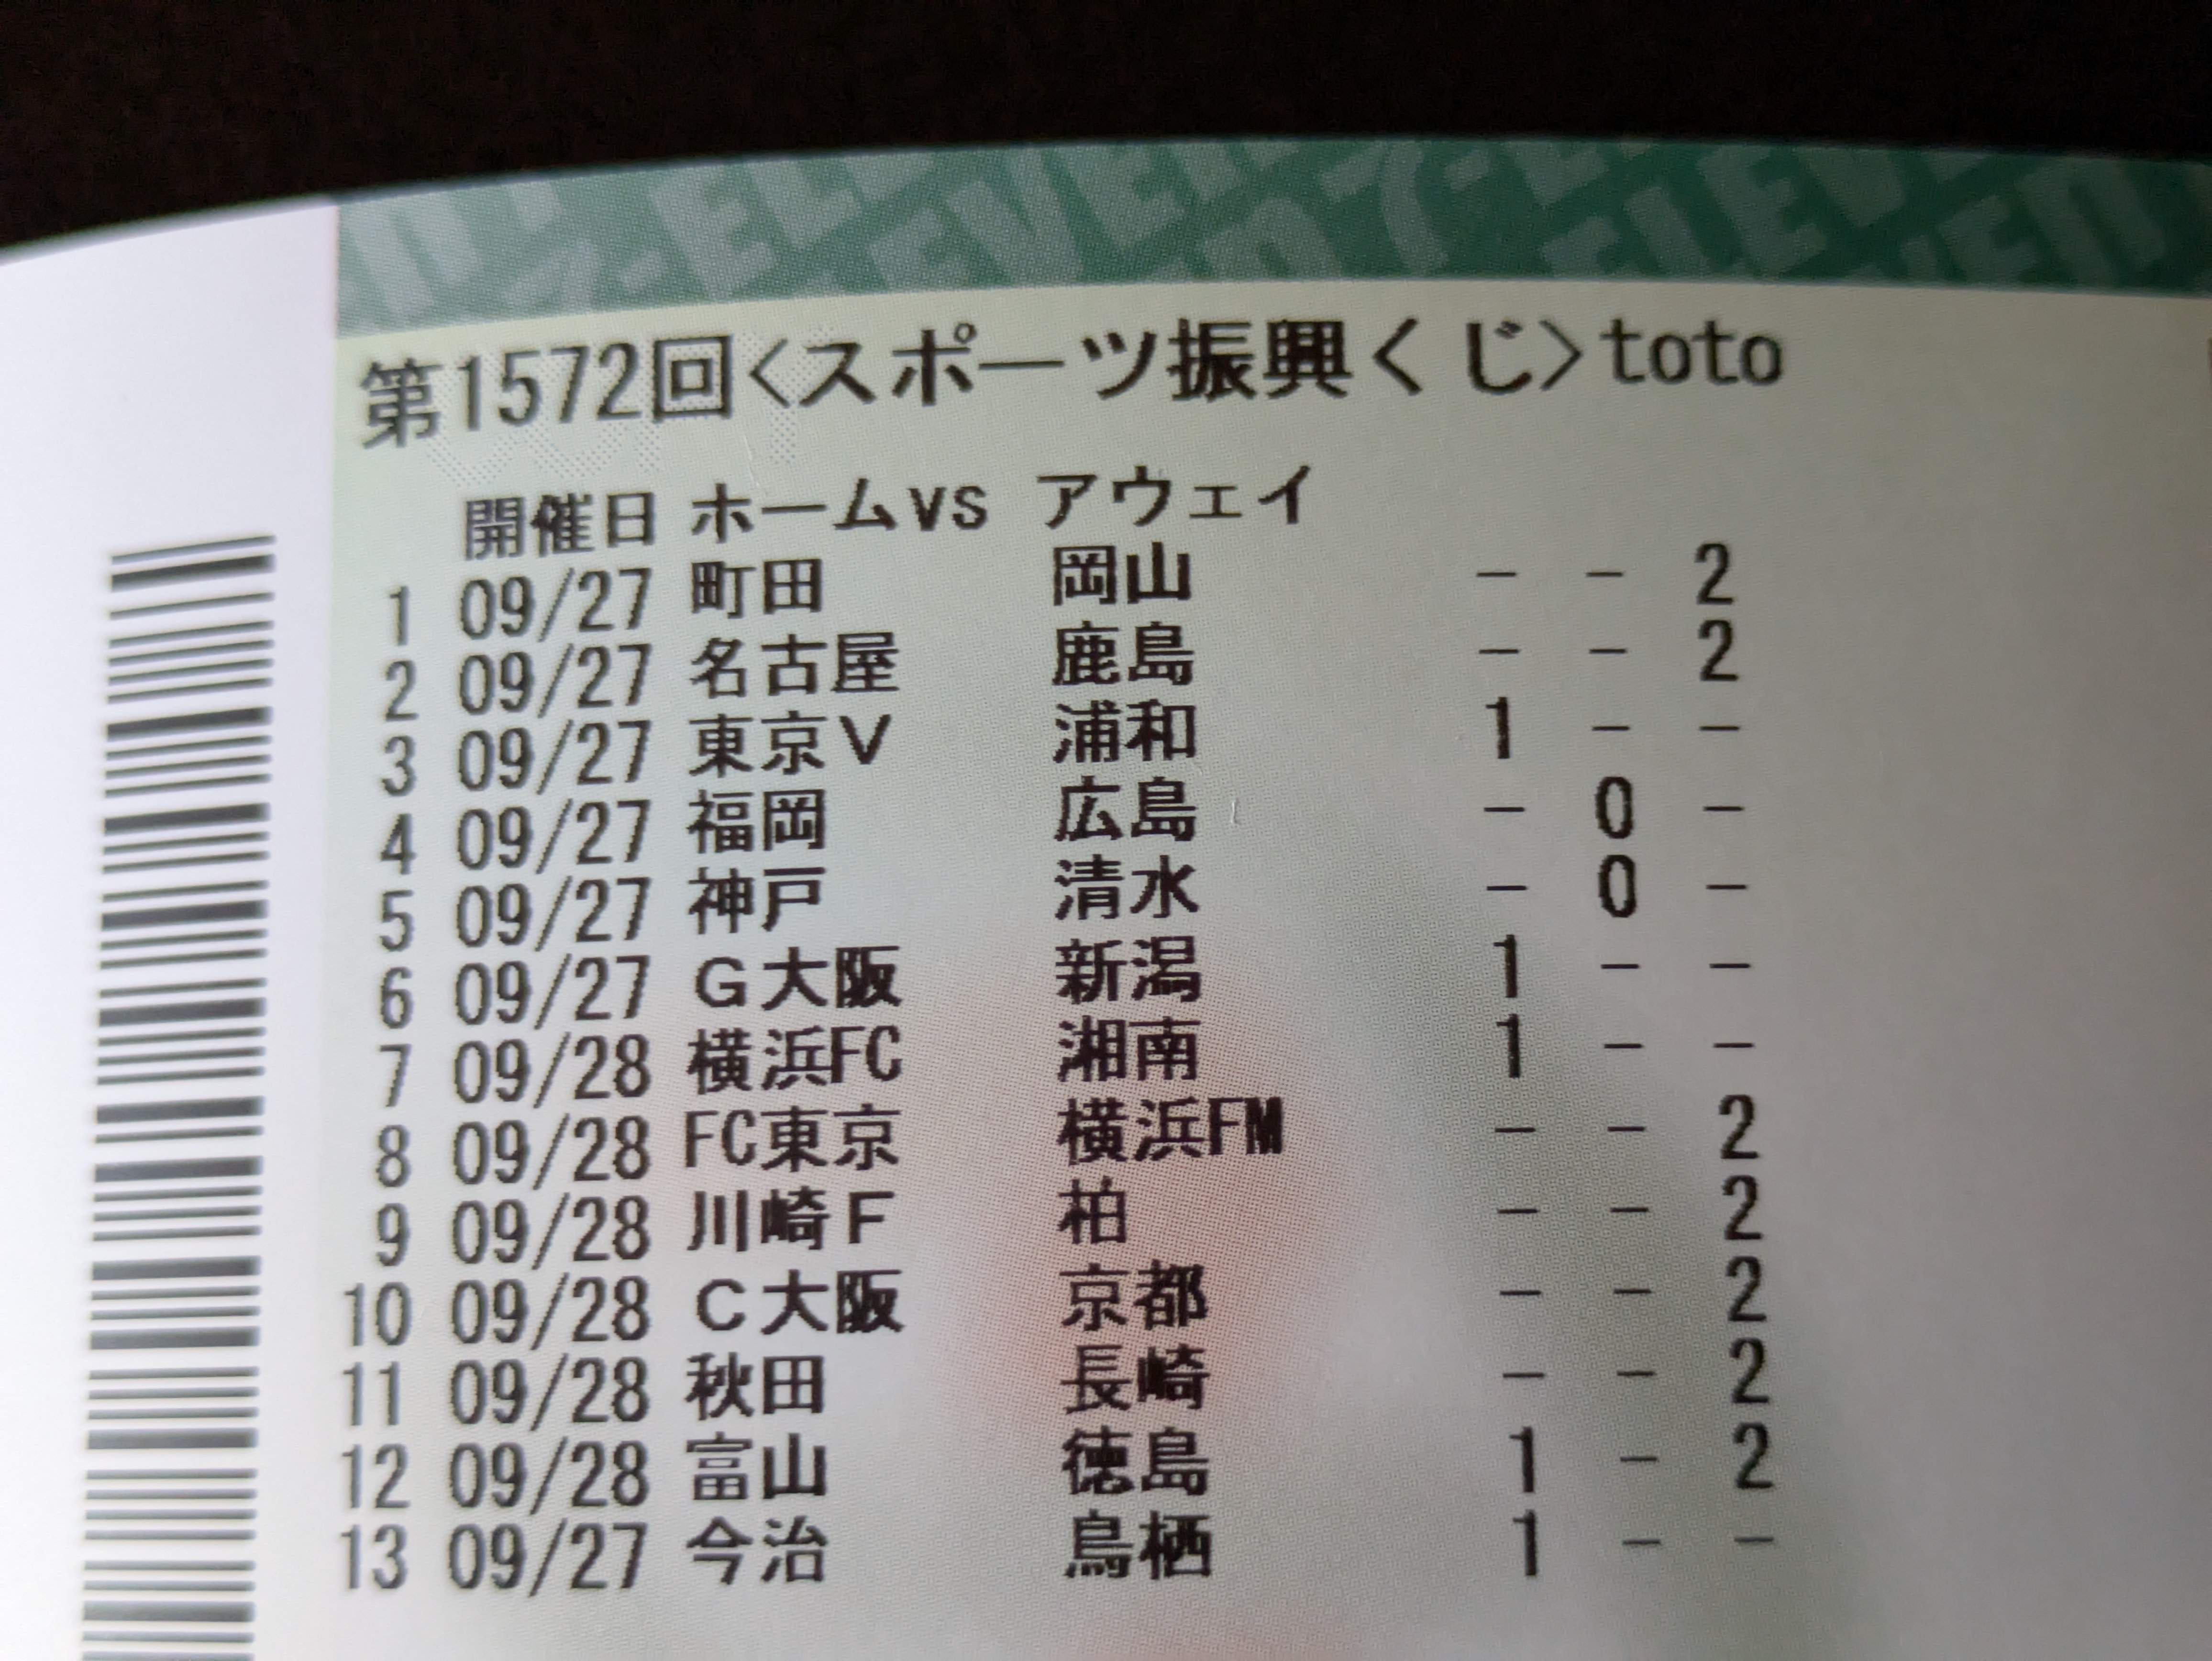 第1572回<スポーツ振興くじ>toto
開催日 ホームvs アウェイ
1 09/27 町田 岡山 - - 2
2 09/27 名古屋 鹿島 - - 2
3 09/27 東京V 浦和 1 - -
4 09/27 福岡 広島 - 0 -
5 09/27 神戸 清水 - 0 -
6 09/27 G大阪 新潟 1 - -
7 09/28 横浜FC 湘南 1 - -
8 09/28 FC東京 横浜FM - - 2
9 09/28 川崎F 柏 - - 2
10 09/28 C大阪 京都 - - 2
11 09/28 秋田 長崎 - - 2
12 09/28 富山 徳島 1 - 2
13 09/27 今治 鳥栖 1 - -